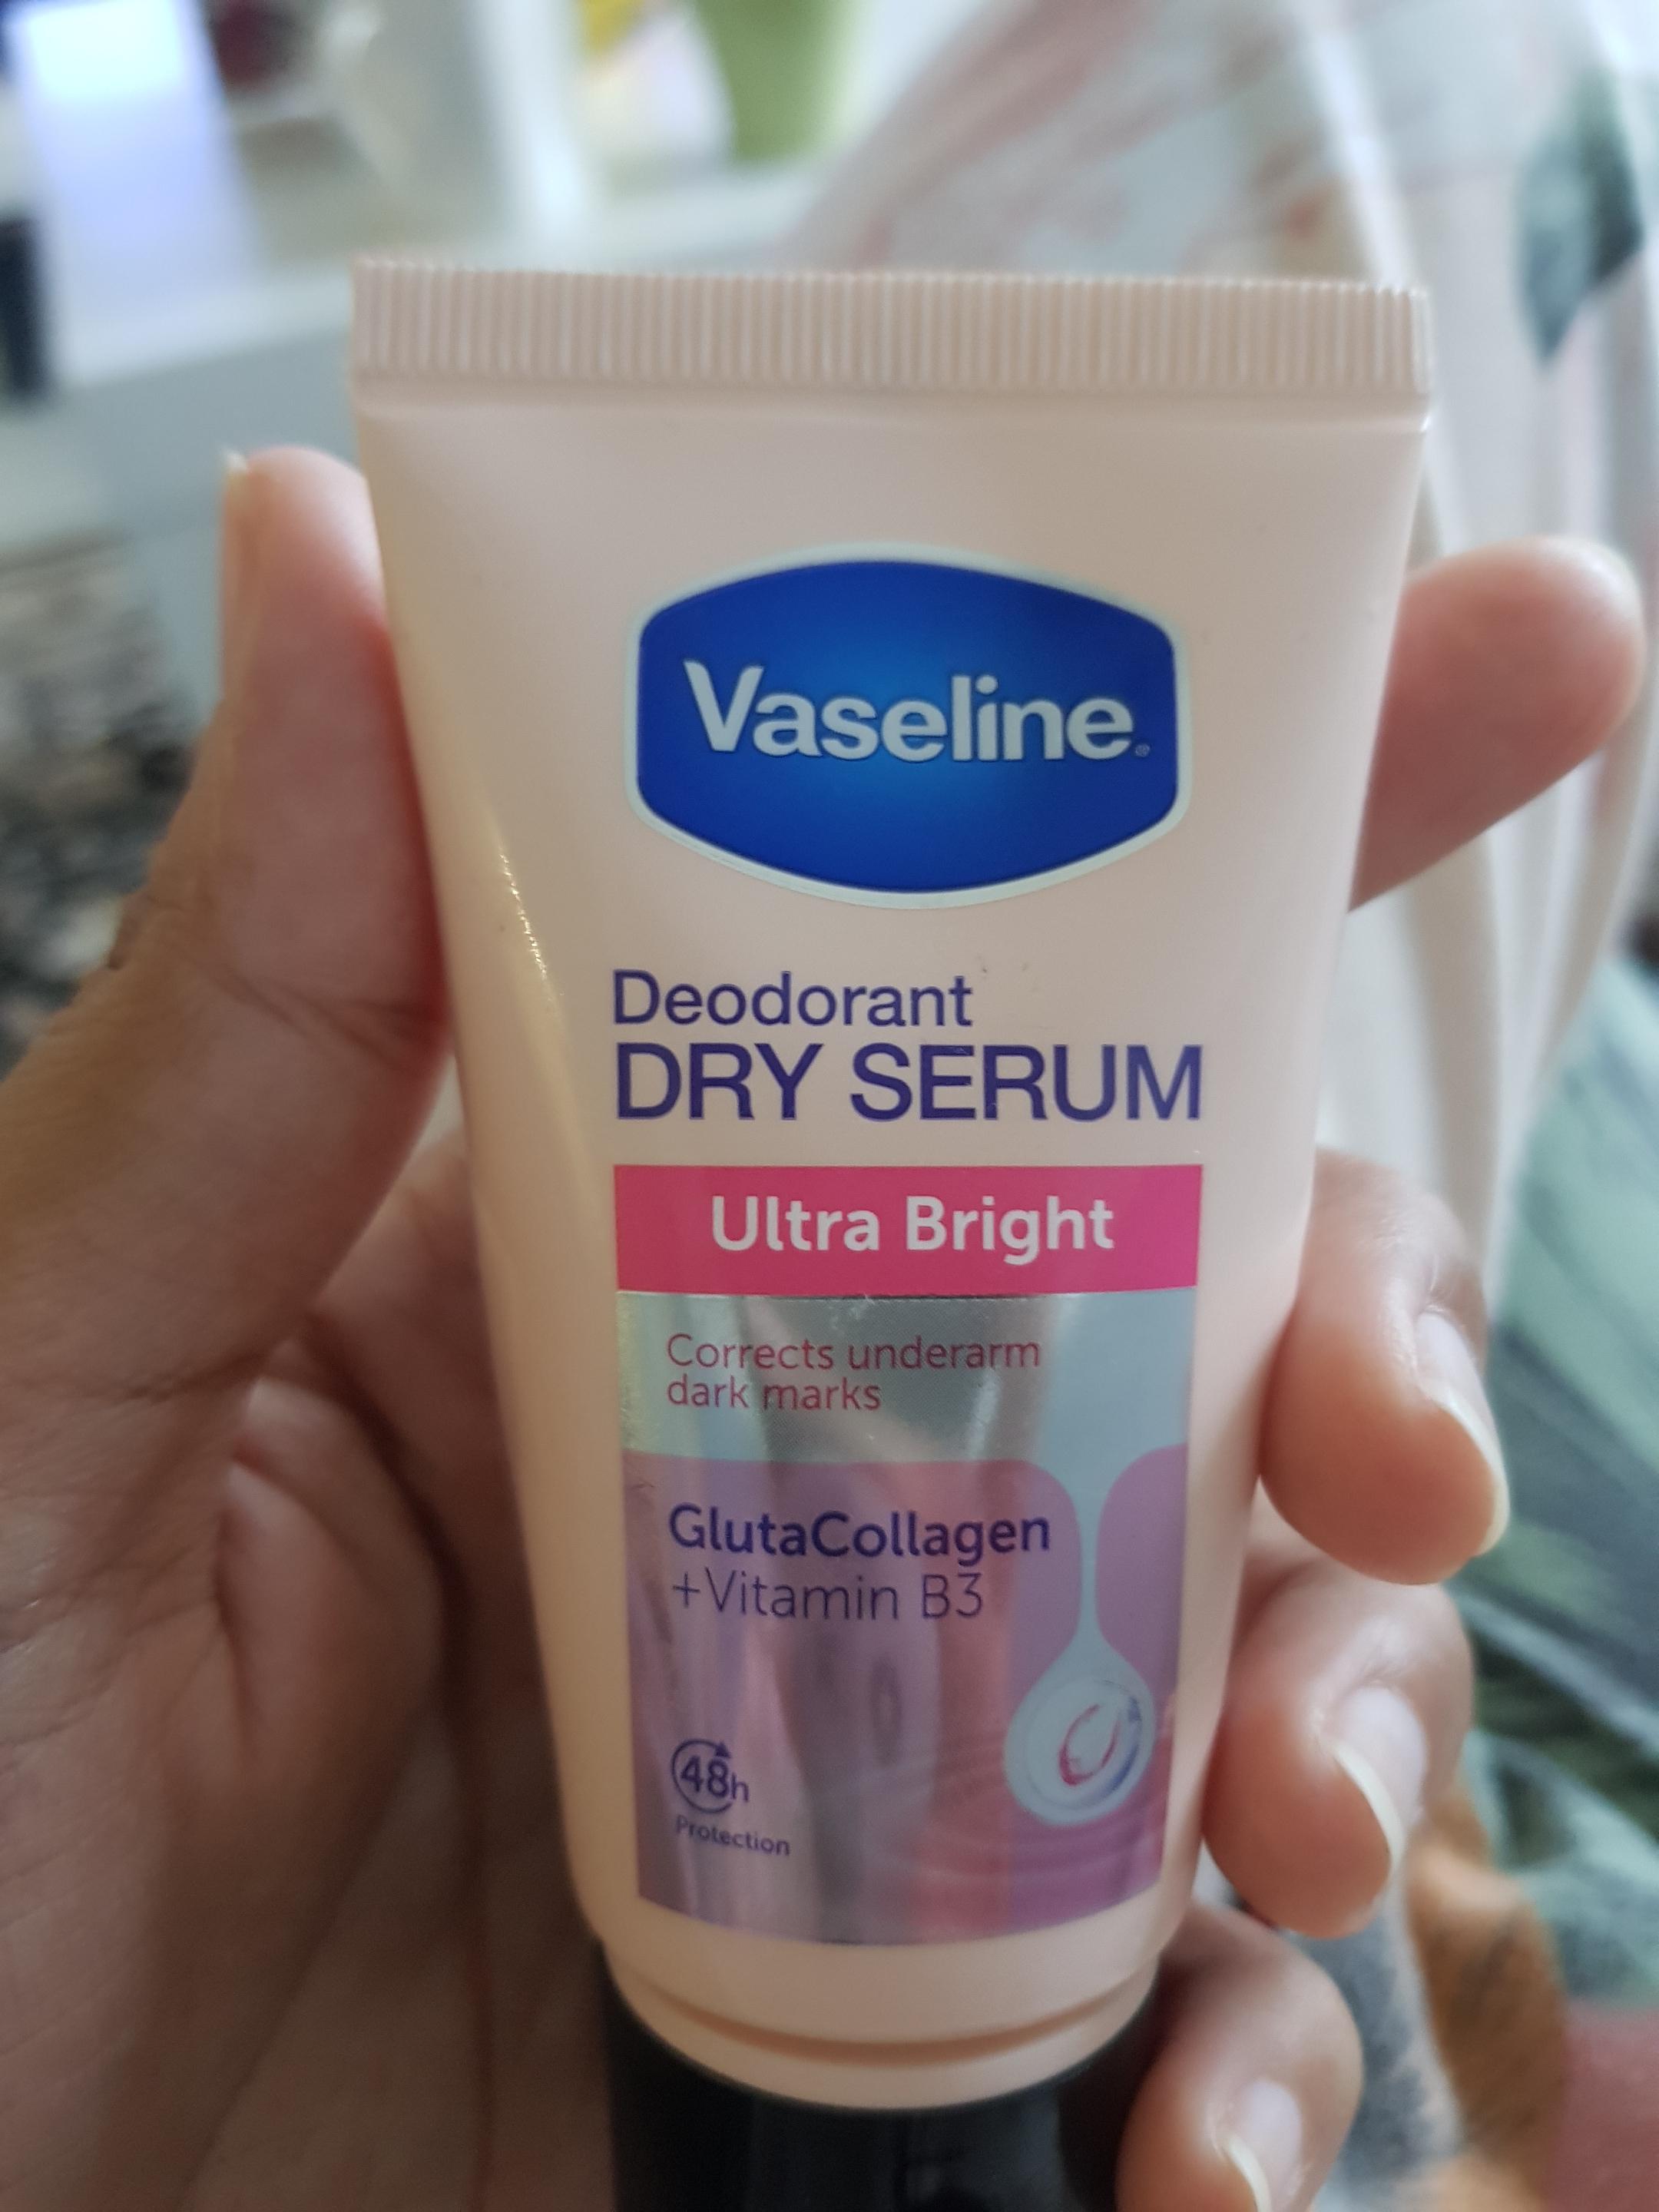 Vaseline®
Deodorant
DRY SERUM
Ultra Bright
Corrects underarm
dark marks
GlutaCollagen
+Vitamin B3
48h
Protection